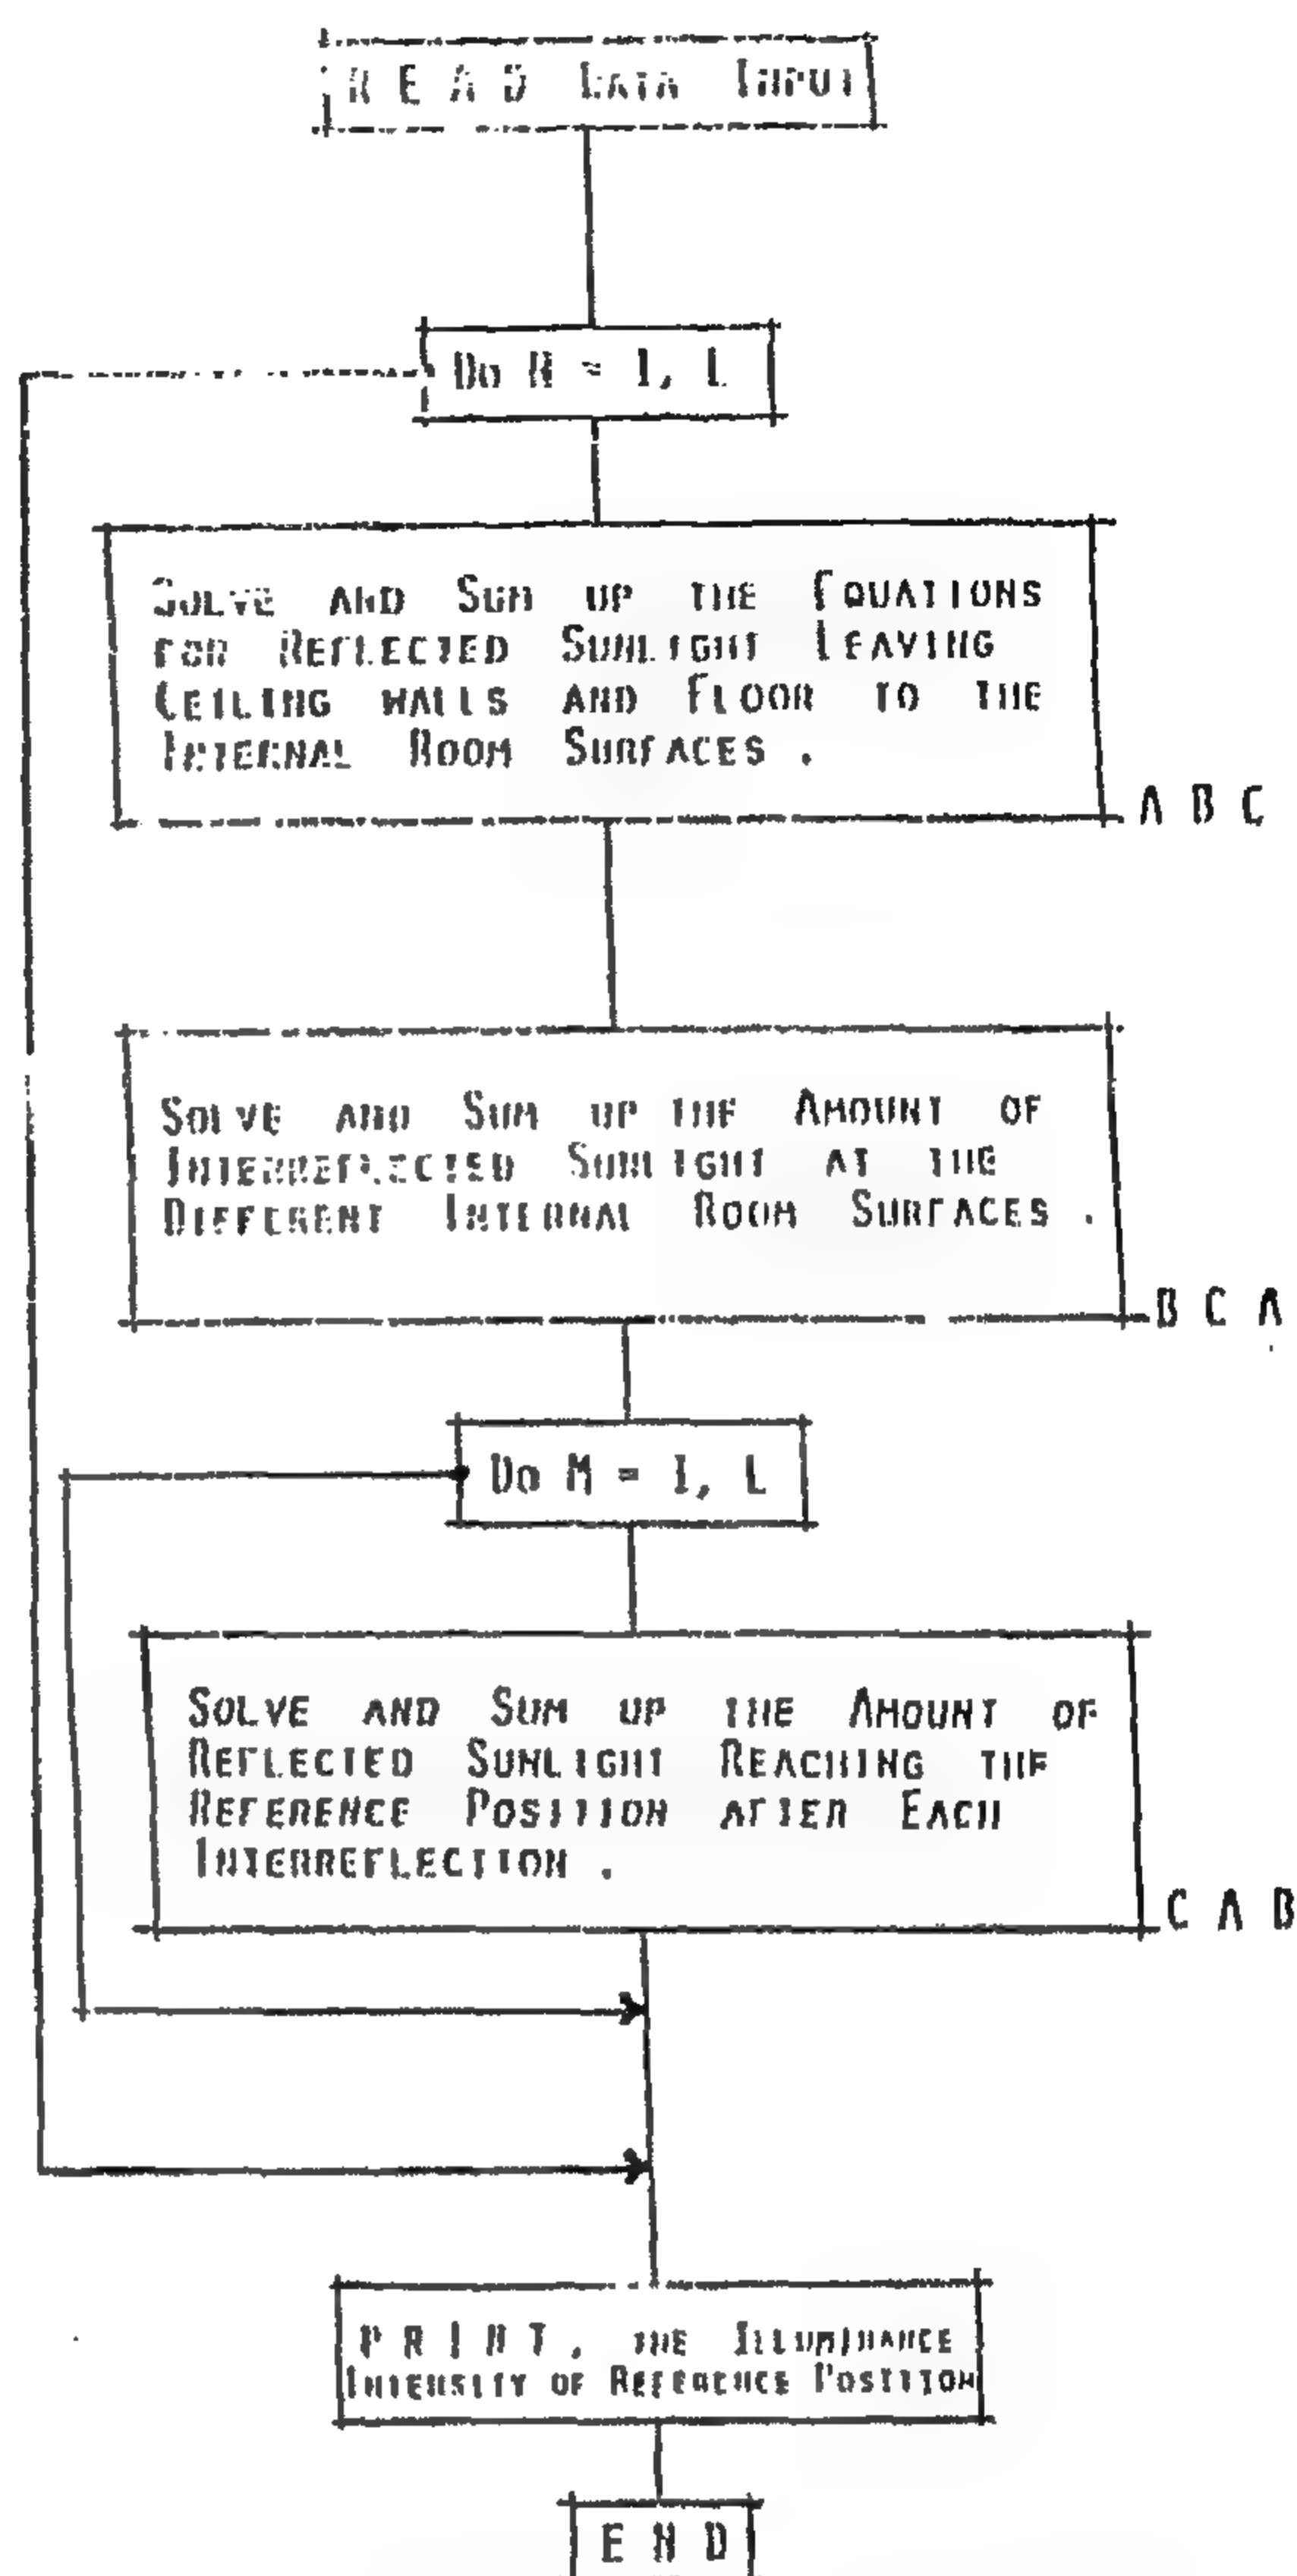 READ DATA INPUT
DO N = 1, L
SOLVE AND SUM UP THE EQUATIONS
FOR REFLECTED SUNLIGHT LEAVING
CEILING WALLS AND FLOOR TO THE
INTERNAL ROOM SURFACES .
A B C
SOLVE AND SUM UP THE AMOUNT OF
INTERREFLECTED SUNLIGHT AT THE
DIFFERENT INTERNAL ROOM SURFACES .
B C A
DO M = 1, L
SOLVE AND SUM UP THE AMOUNT OF
REFLECTED SUNLIGHT REACHING THE
REFERENCE POSITION AFTER EACH
INTERREFLECTION .
C A B
PRINT, THE ILLUMINANCE
INTENSITY OF REFERENCE POSITION
END